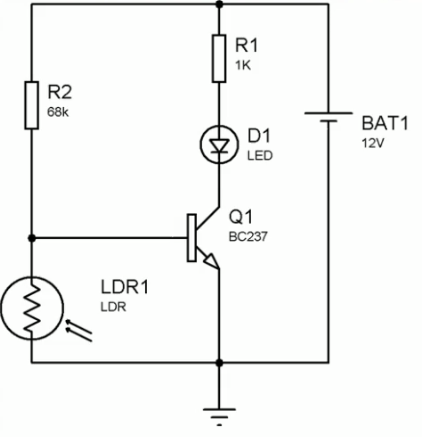 R1
1K
R2
68k
D1
LED
BAT1
12V
Q1
BC237
LDR1
LDR